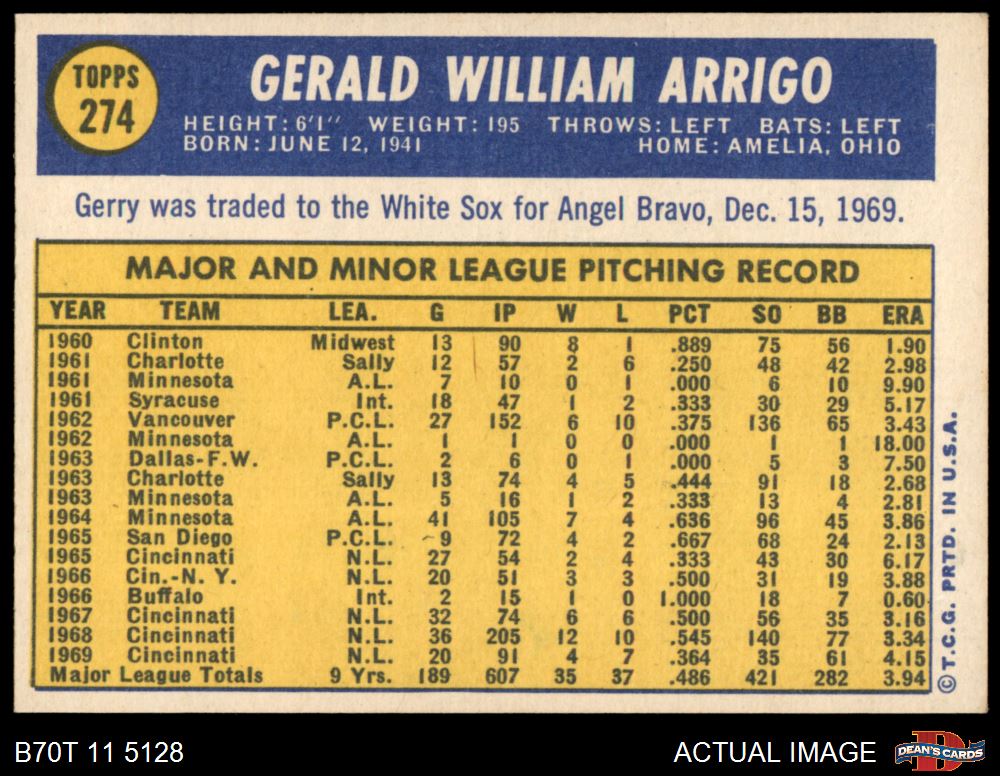 TOPPS
274
GERALD WILLIAM ARRIGO
HEIGHT: 6'1" WEIGHT: 195 THROWS: LEFT BATS: LEFT
BORN: JUNE 12, 1941 HOME: AMELIA, OHIO
Gerry was traded to the White Sox for Angel Bravo, Dec. 15, 1969.
MAJOR AND MINOR LEAGUE PITCHING RECORD
YEAR TEAM LEA. G IP W L PCT SO BB ERA
1960 Clinton Midwest 13 90 8 1 .889 75 56 1.90
1961 Charlotte Sally 12 57 2 6 .250 48 42 2.98
1961 Minnesota A.L. 7 10 0 1 .000 6 10 9.90
1961 Syracuse Int. 18 47 1 2 .333 30 29 5.17
1962 Vancouver P.C.L. 27 152 6 10 .375 136 65 3.43
1962 Minnesota A.L. 1 1 0 0 .000 1 1 18.00
1963 Dallas-F.W. P.C.L. 2 6 0 1 .000 5 3 7.50
1963 Charlotte Sally 13 74 4 5 .444 91 18 2.68
1963 Minnesota A.L. 5 16 1 2 .333 13 4 2.81
1964 Minnesota A.L. 41 105 7 4 .636 96 45 3.86
1965 San Diego P.C.L. 9 72 4 2 .667 68 24 2.13
1965 Cincinnati N.L. 27 54 2 4 .333 43 30 6.17
1966 Cin.-N. Y. N.L. 20 51 3 3 .500 31 19 3.88
1966 Buffalo Int. 2 15 1 0 1.000 18 7 0.60
1967 Cincinnati N.L. 32 74 6 6 .500 56 35 3.16
1968 Cincinnati N.L. 36 205 12 10 .545 140 77 3.34
1969 Cincinnati N.L. 20 91 4 7 .364 35 61 4.15
Major League Totals 9 Yrs. 189 607 35 37 .486 421 282 3.94
©T.C.G. PRTD. IN U.S.A.
B70T 11 5128 ACTUAL IMAGE
DEAN'S CARDS